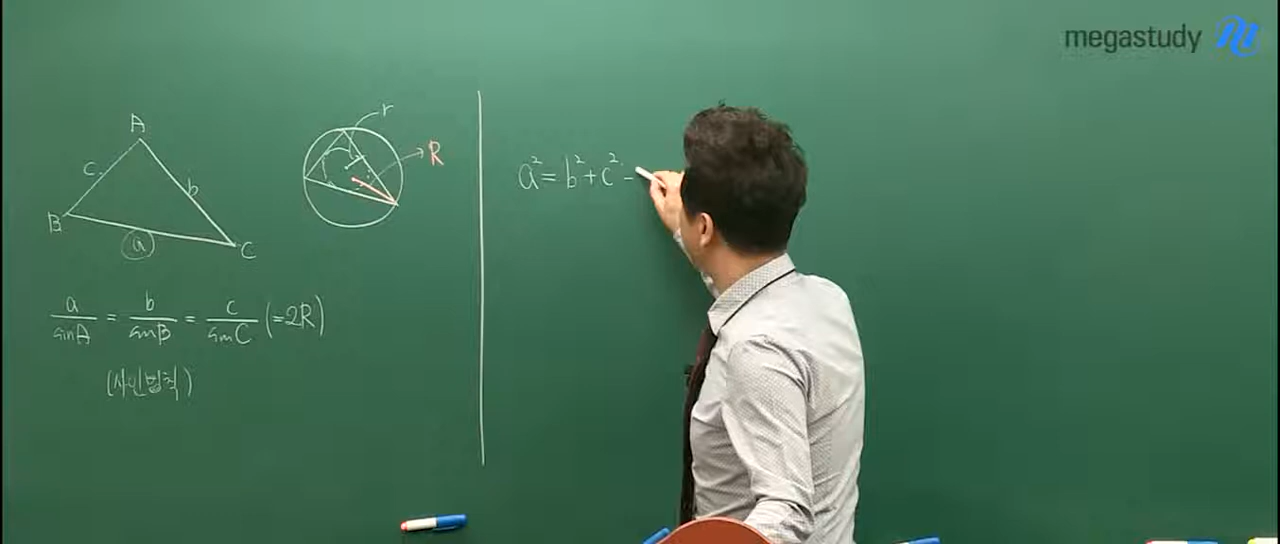 megastudy
A
c
b
B
a
C
r
R
a/sinA = b/sinB = c/sinC (=2R)
(사인법칙)
a² = b² + c² -